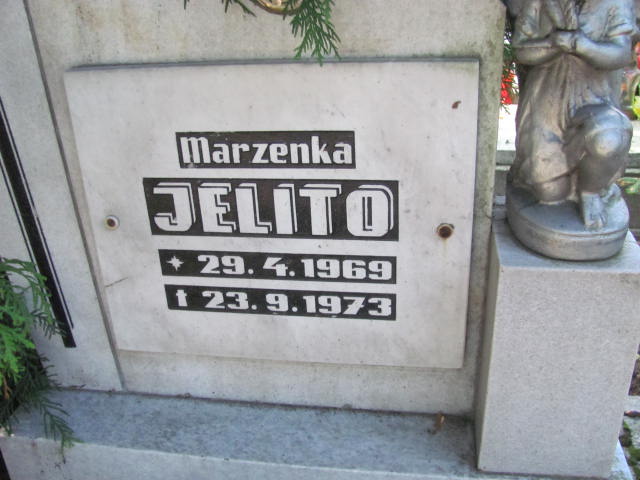 Marzenka
JELITO
* 29. 4. 1969
† 23. 9. 1973